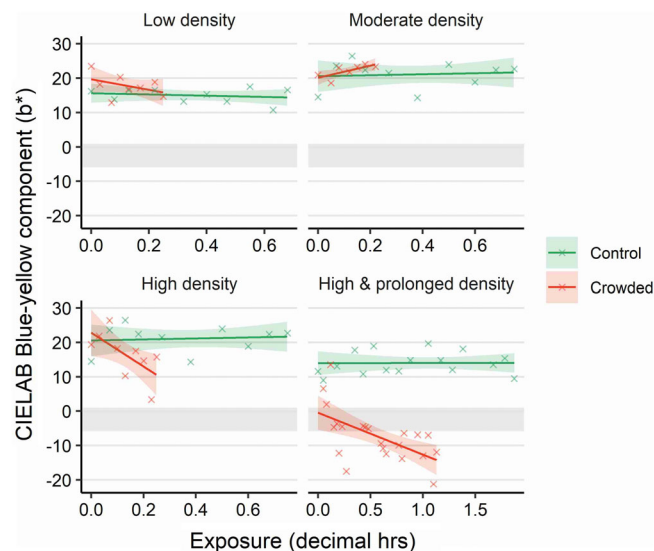 Low density
Moderate density
30
20
10
0
-10
-20
0.0 0.2 0.4 0.6
0.0 0.2 0.4 0.6
CIELAB Blue-yellow component (b*)
Control
Crowded
High density
High & prolonged density
30
20
10
0
-10
-20
0.0 0.2 0.4 0.6
0.0 0.5 1.0 1.5
Exposure (decimal hrs)